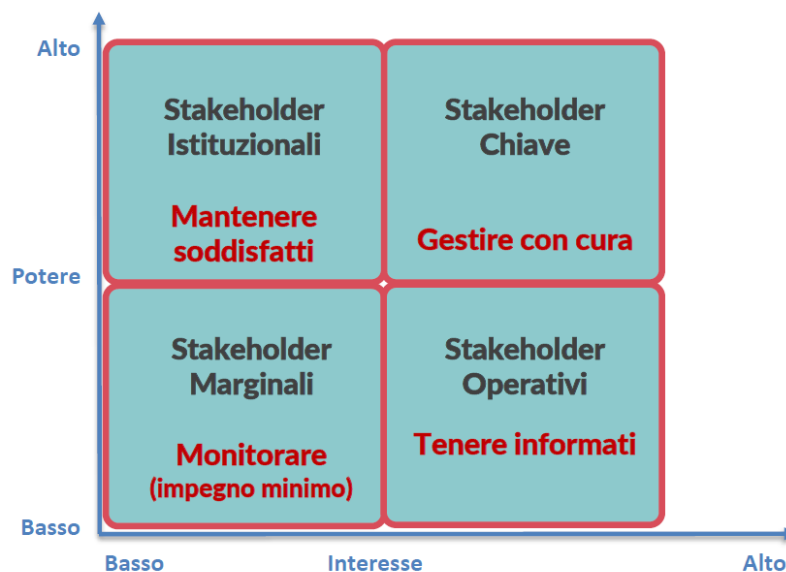 Alto
Stakeholder
Istituzionali
Mantenere
soddisfatti
Stakeholder
Chiave
Gestire con cura
Potere
Stakeholder
Marginali
Monitorare
(impegno minimo)
Stakeholder
Operativi
Tenere informati
Basso
Basso
Interesse
Alto